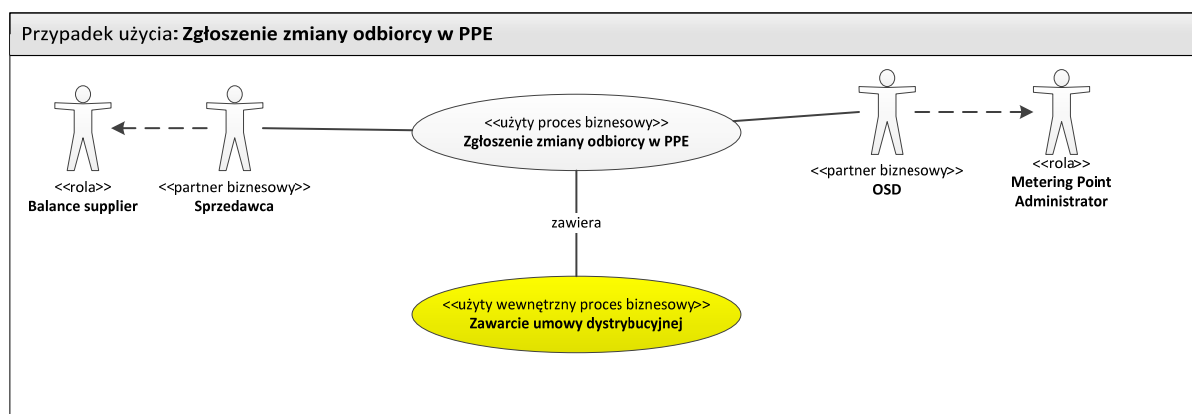 Przypadek użycia: Zgłoszenie zmiany odbiorcy w PPE
<<rola>>
Balance supplier
<<partner biznesowy>>
Sprzedawca
<<użyty proces biznesowy>>
Zgłoszenie zmiany odbiorcy w PPE
<<partner biznesowy>>
OSD
<<rola>>
Metering Point
Administrator
zawiera
<<użyty wewnętrzny proces biznesowy>>
Zawarcie umowy dystrybucyjnej